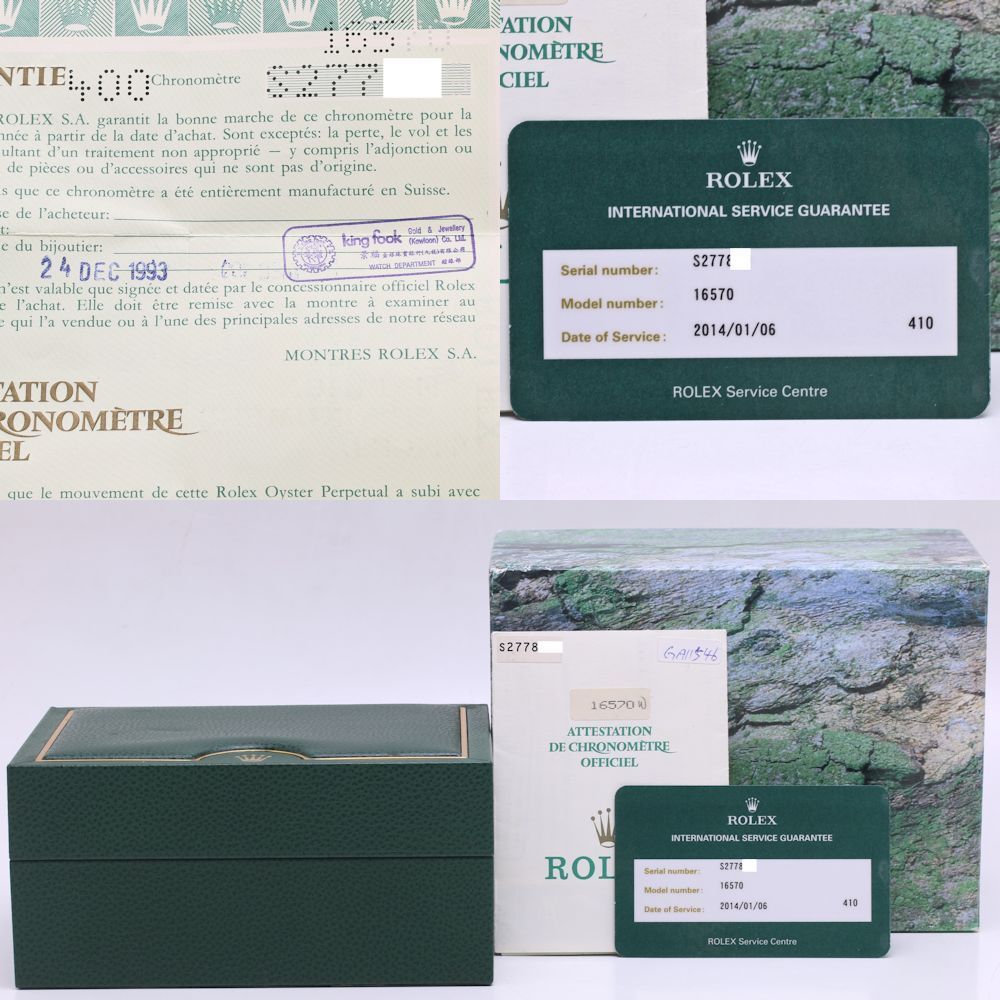 165
NTIE 400 Chronomètre S277
ROLEX S.A. garantit la bonne marche de ce chronomètre pour la
nnée à partir de la date d'achat. Sont exceptés: la perte, le vol et les
ultant d'un traitement non approprié — y compris l'adjonction ou
de pièces ou d'accessoires qui ne sont pas d'origine.
s que ce chronomètre a été entièrement manufacturé en Suisse.
se de l'acheteur:
t:
e du bijoutier:
king fook Gold & Jewellery
(Kowloon) Co. Ltd.
WATCH DEPARTMENT
24 DEC 1993
n'est valable que signée et datée par le concessionnaire officiel Rolex
e l'achat. Elle doit être remise avec la montre à examiner au
e qui l'a vendue ou à l'une des principales adresses de notre réseau
MONTRES ROLEX S.A.
TATION
RONOMÈTRE
EL
que le mouvement de cette Rolex Oyster Perpetual a subi avec
TATION
NOMÈTRE
CIEL
ROLEX
INTERNATIONAL SERVICE GUARANTEE
Serial number: S2778
Model number: 16570
Date of Service: 2014/01/06 410
ROLEX Service Centre
S2778
GA11546
16570
ATTESTATION
DE CHRONOMÈTRE
OFFICIEL
ROL
ROLEX
INTERNATIONAL SERVICE GUARANTEE
Serial number: S2778
Model number: 16570
Date of Service: 2014/01/06 410
ROLEX Service Centre